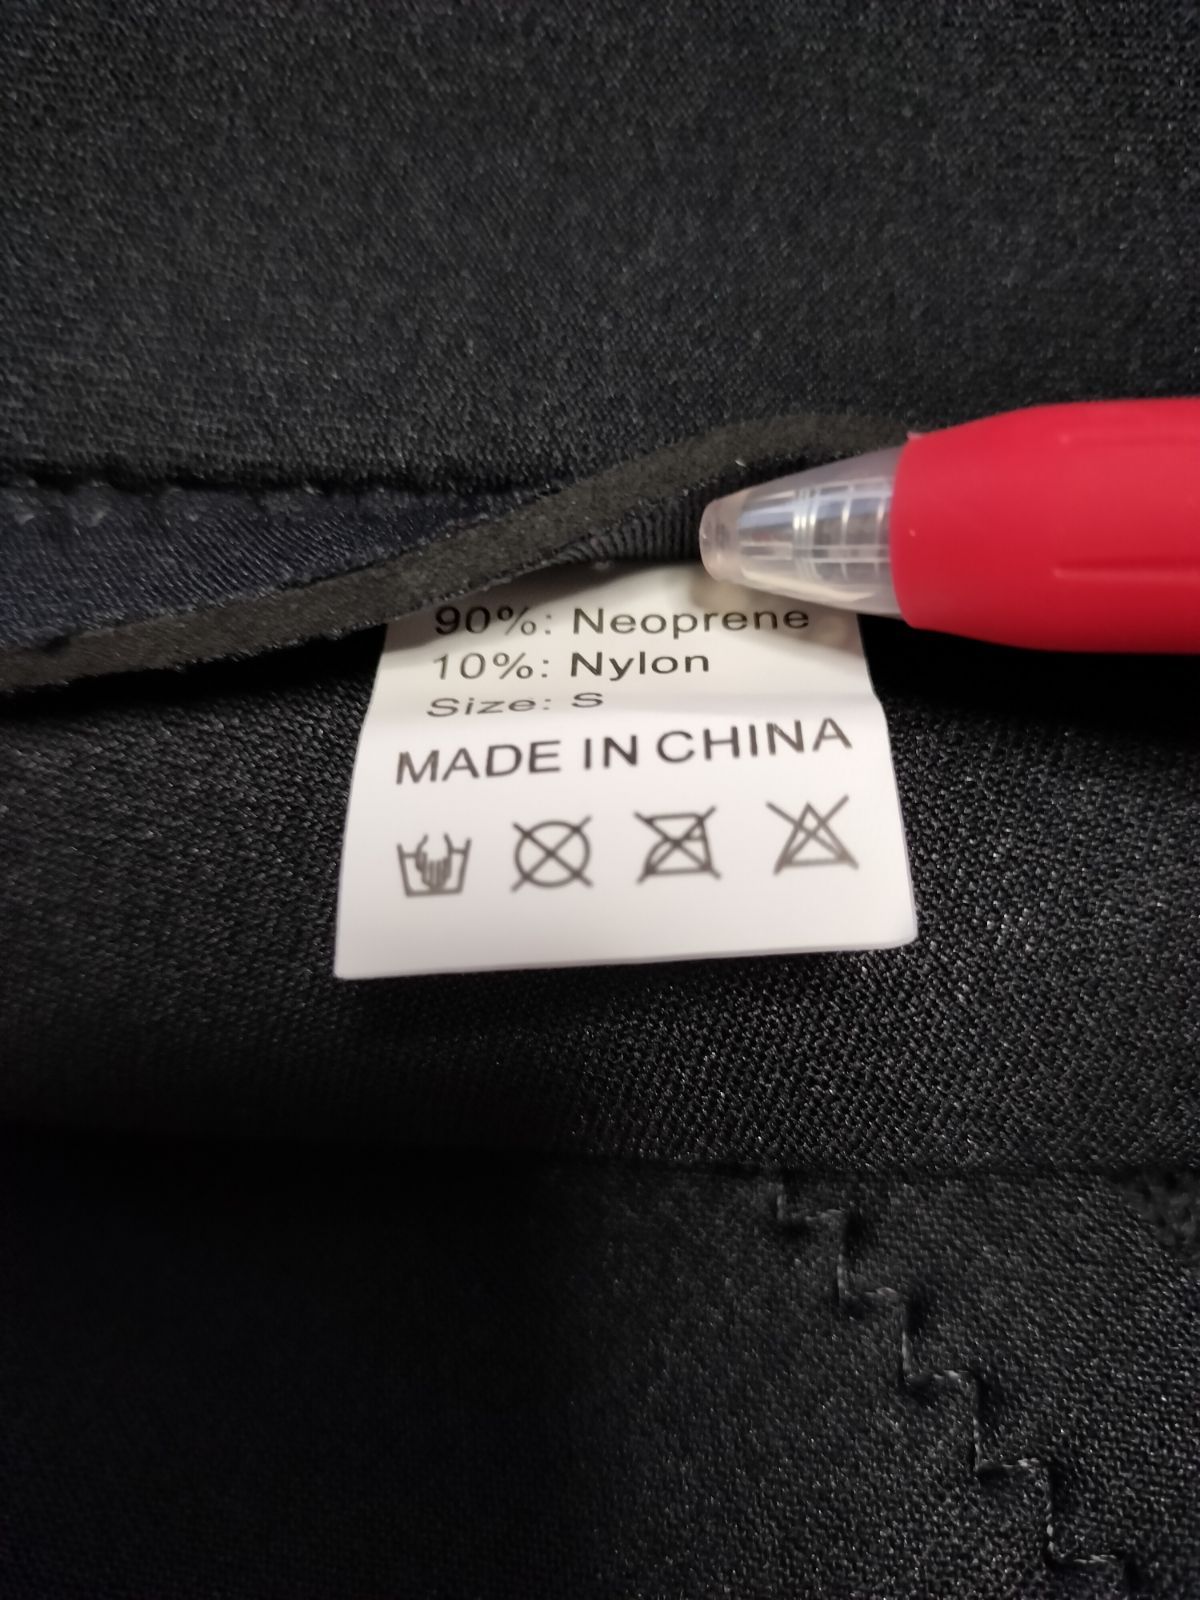 90%: Neoprene
10%: Nylon
Size: S
MADE IN CHINA